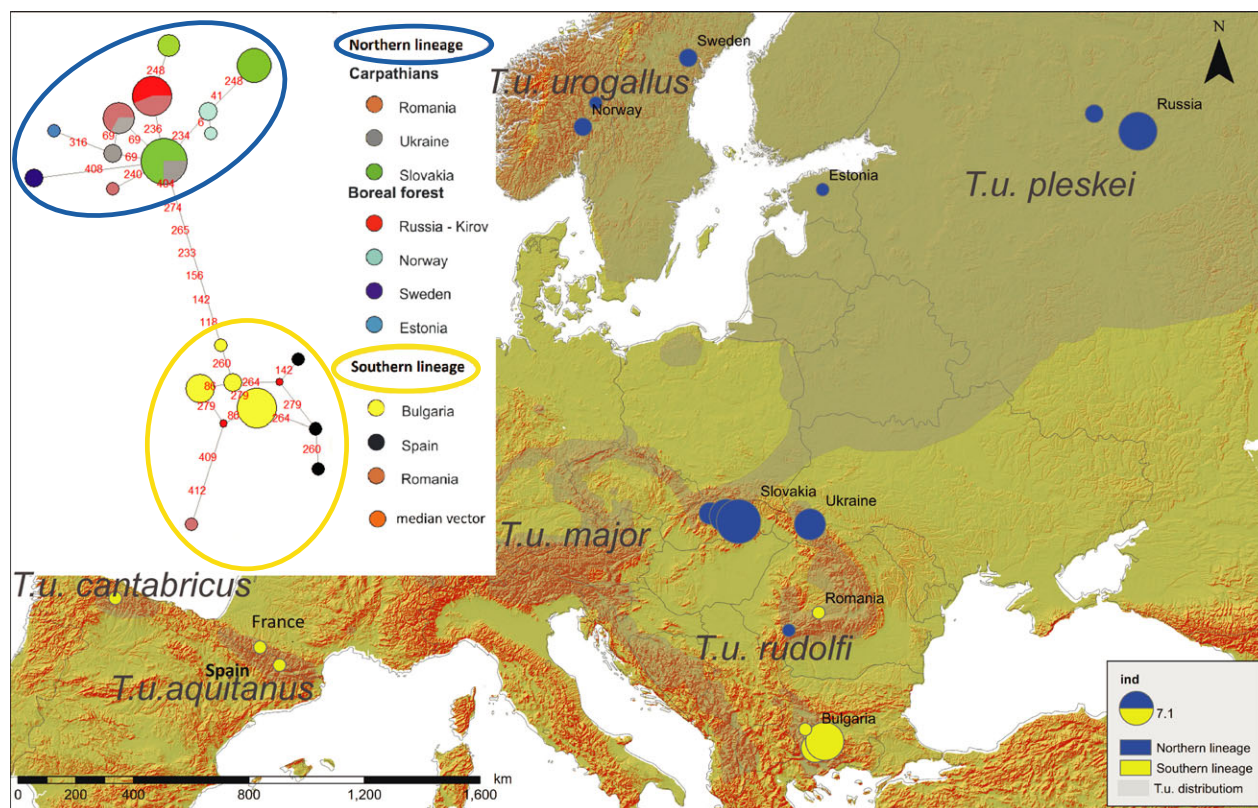 248
248
41
6
236
234
69
69
69
316
408
240
404
274
265
233
156
142
118
260
86
264
279
142
279
279
86
264
260
409
412
Northern lineage
Carpathians
Romania
Ukraine
Slovakia
Boreal forest
Russia - Kirov
Norway
Sweden
Estonia
Southern lineage
Bulgaria
Spain
Romania
median vector
N
Sweden
T.u. urogallus
Norway
Russia
Estonia
T.u. pleskei
Slovakia
Ukraine
T.u. major
T.u. cantabricus
Romania
France
T.u. rudolfi
Spain
T.u.aquitanus
Bulgaria
km
0 200 400 800 1,200 1,600
ind
7.1
Northern lineage
Southern lineage
T.u. distributiom